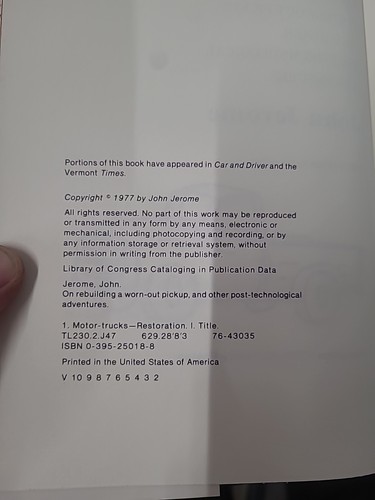 Portions of this book have appeared in Car and Driver and the
Vermont Times.
Copyright © 1977 by John Jerome
All rights reserved. No part of this work may be reproduced
or transmitted in any form by any means, electronic or
mechanical, including photocopying and recording, or by
any information storage or retrieval system, without
permission in writing from the publisher.
Library of Congress Cataloging in Publication Data
Jerome, John.
On rebuilding a worn-out pickup, and other post-technological
adventures.
1. Motor-trucks—Restoration. I. Title.
TL230.2.J47 629.28'8'3 76-43035
ISBN 0-395-25018-8
Printed in the United States of America
V 10 9 8 7 6 5 4 3 2